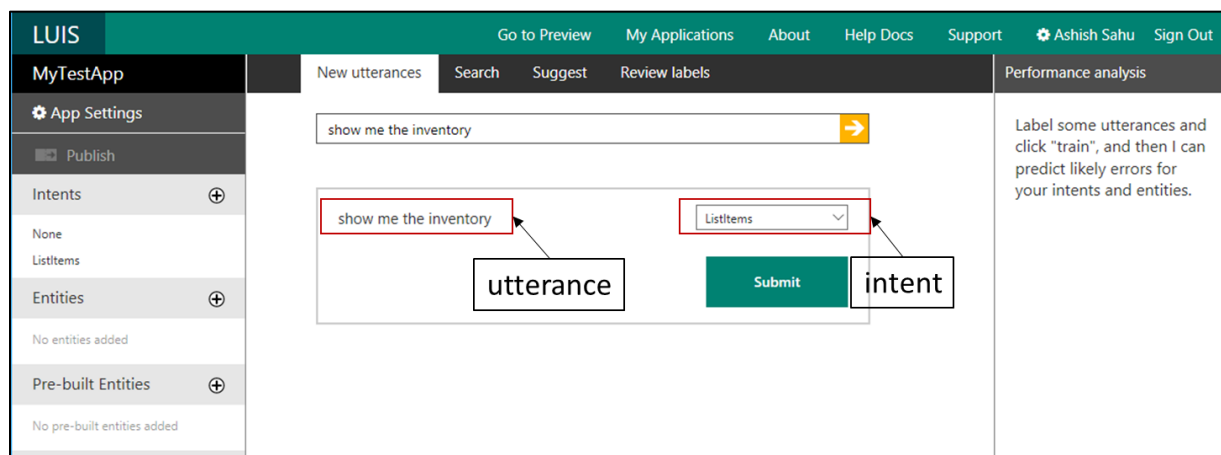 LUIS
Go to Preview
My Applications
About
Help Docs
Support
Ashish Sahu
Sign Out
MyTestApp
New utterances
Search
Suggest
Review labels
Performance analysis
App Settings
Publish
Intents
None
ListItems
Entities
No entities added
Pre-built Entities
No pre-built entities added
show me the inventory
show me the inventory
ListItems
utterance
Submit
intent
Label some utterances and
click "train", and then I can
predict likely errors for
your intents and entities.